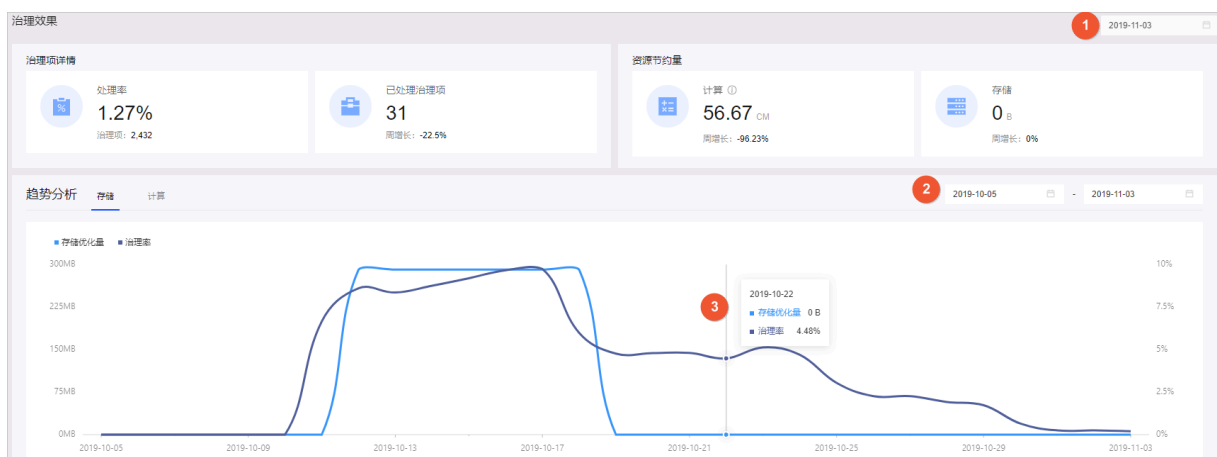 治理效果
1
2019-11-03
治理项详情
资源节约量
处理率
1.27%
治理项: 2,432
已处理治理项
31
周增长: -22.5%
计算
56.67 CM
周增长: -96.23%
存储
0 B
周增长: 0%
趋势分析 存储 计算
2
2019-10-05 - 2019-11-03
存储优化量 治理率
300MB
225MB
150MB
75MB
0MB
10%
7.5%
5%
2.5%
0%
3
2019-10-22
存储优化量 0 B
治理率 4.48%
2019-10-05 2019-10-09 2019-10-13 2019-10-17 2019-10-21 2019-10-25 2019-10-29 2019-11-03